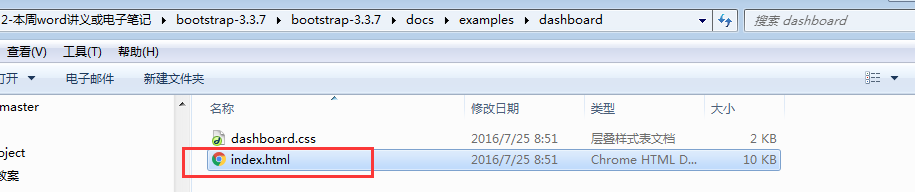 2-本周word讲义或电子笔记 ▸ bootstrap-3.3.7 ▸ bootstrap-3.3.7 ▸ docs ▸ examples ▸ dashboard ▸
搜索 dashboard
查看(V) 工具(T) 帮助(H)
打开 电子邮件 新建文件夹
master
名称 修改日期 类型 大小
dashboard.css 2016/7/25 8:51 层叠样式表文档 2 KB
index.html 2016/7/25 8:51 Chrome HTML D... 10 KB
oject
教案